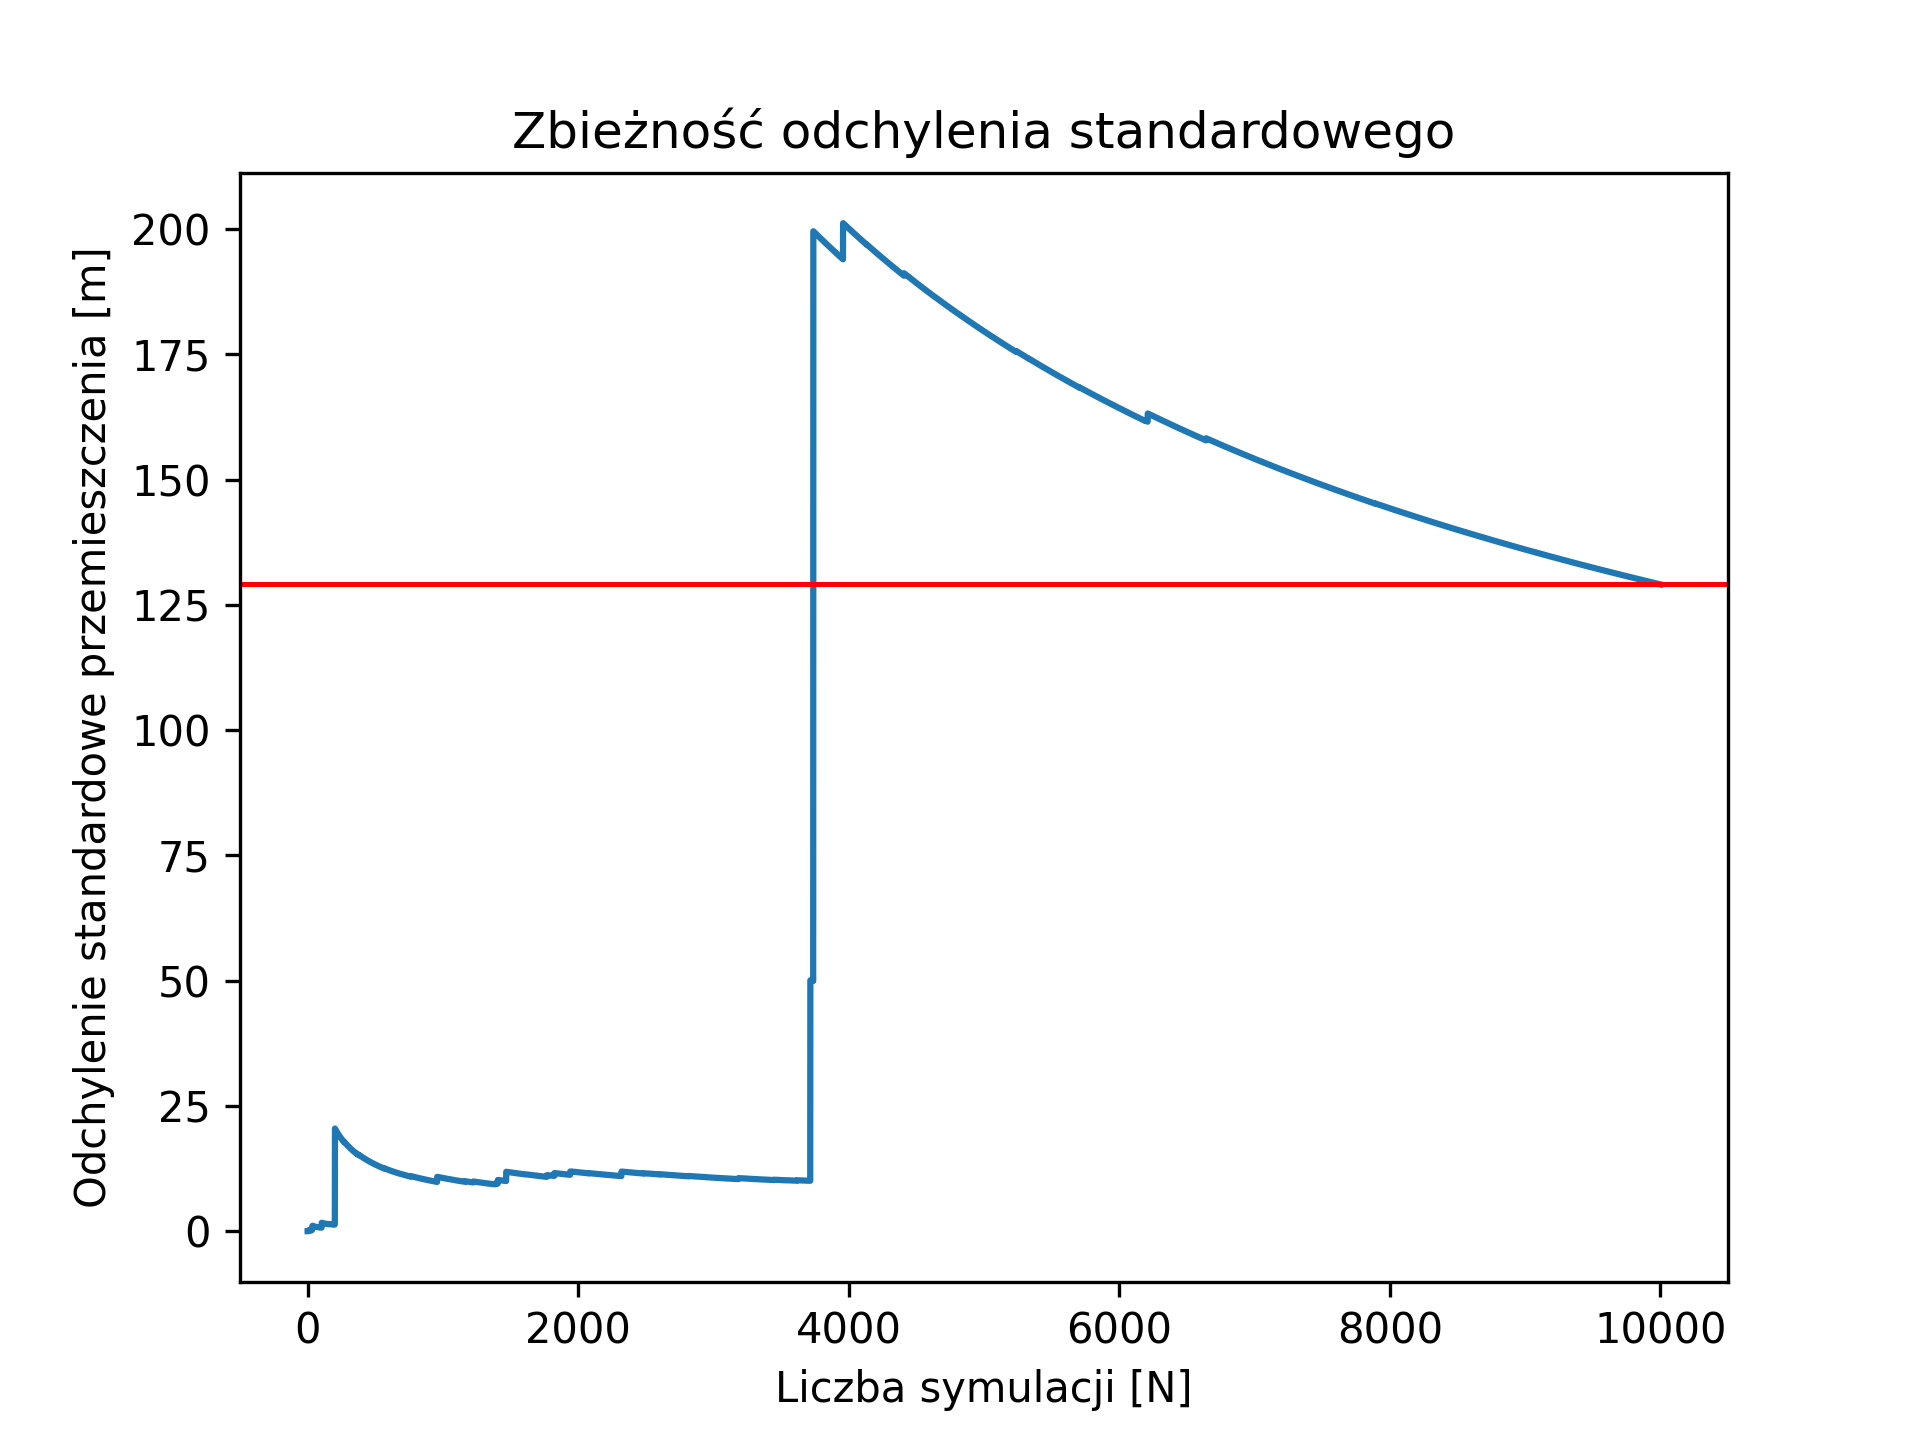 Zbieżność odchylenia standardowego
Odchylenie standardowe przemieszczenia [m]
200
175
150
125
100
75
50
25
0
0 2000 4000 6000 8000 10000
Liczba symulacji [N]